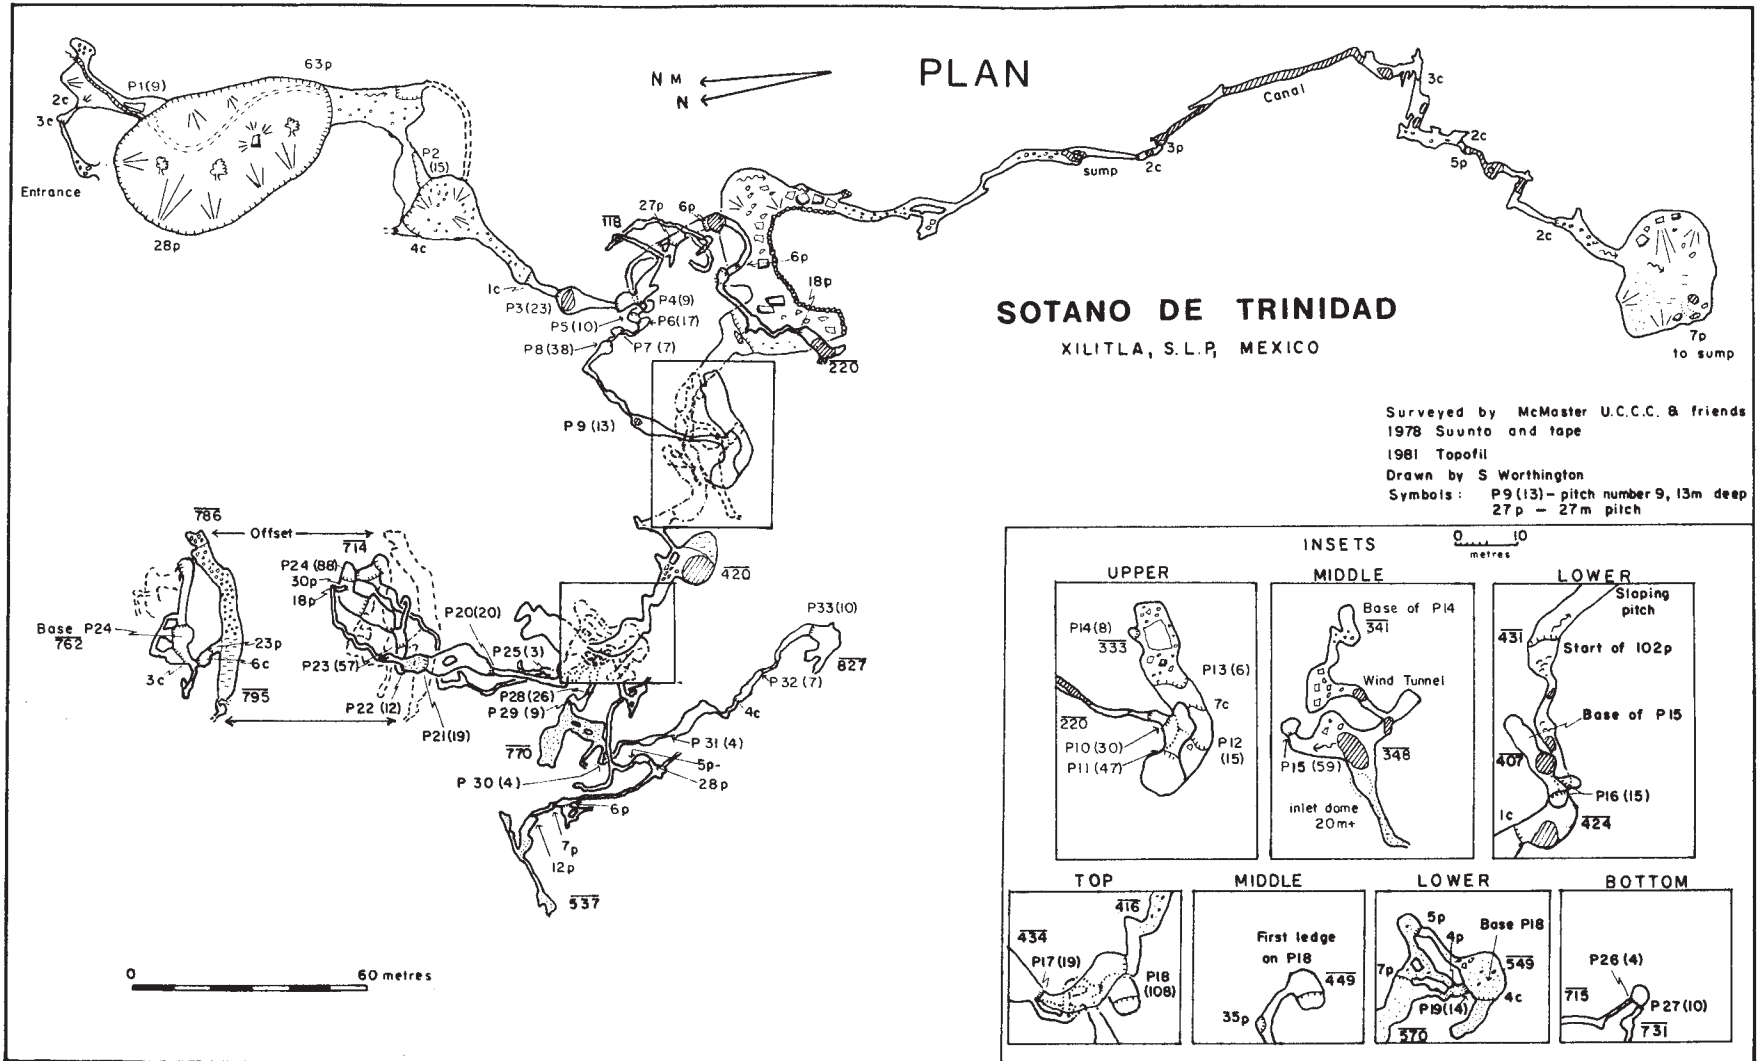 PLAN
N M
N
63p
P1(9)
2c
3c
Entrance
28p
P2
(15)
4c
1c
P3(23)
118
27p
6p
6p
18p
P4(9)
P5(10)
P6(17)
P7(7)
P8(38)
220
P9(13)
sump
2c
3p
Canal
3c
2c
5p
2c
7p
to sump
SOTANO DE TRINIDAD
XILITLA, S.L.P, MEXICO
Surveyed by McMaster U.C.C.C. & friends
1978 Suunto and tape
1981 Topofil
Drawn by S Worthington
Symbols: P9(13)- pitch number 9, 13m deep
27p - 27m pitch
786
Offset
714
P24(88)
30p
18p
Base P24
762
23p
6c
3c
795
P23(57)
P22(12)
P21(19)
P20(20)
P25(3)
420
P28(26)
P29(9)
770
P33(10)
827
P32(7)
4c
P31(4)
5p-
P30(4)
28p
6p
7p
12p
537
0 60 metres
INSETS
0 10
metres
UPPER
P14(8)
333
P13(6)
7c
220
P10(30)
P11(47)
P12
(15)
MIDDLE
Base of P14
341
Wind Tunnel
P15(59)
348
inlet dome
20m+
LOWER
Sloping
pitch
431
Start of 102p
Base of P15
407
P16(15)
1c
424
TOP
416
434
P17(19)
P18
(108)
MIDDLE
First ledge
on P18
449
35p
LOWER
5p
4p
Base P18
7p
549
P19(14)
4c
570
BOTTOM
P26(4)
715
P27(10)
731